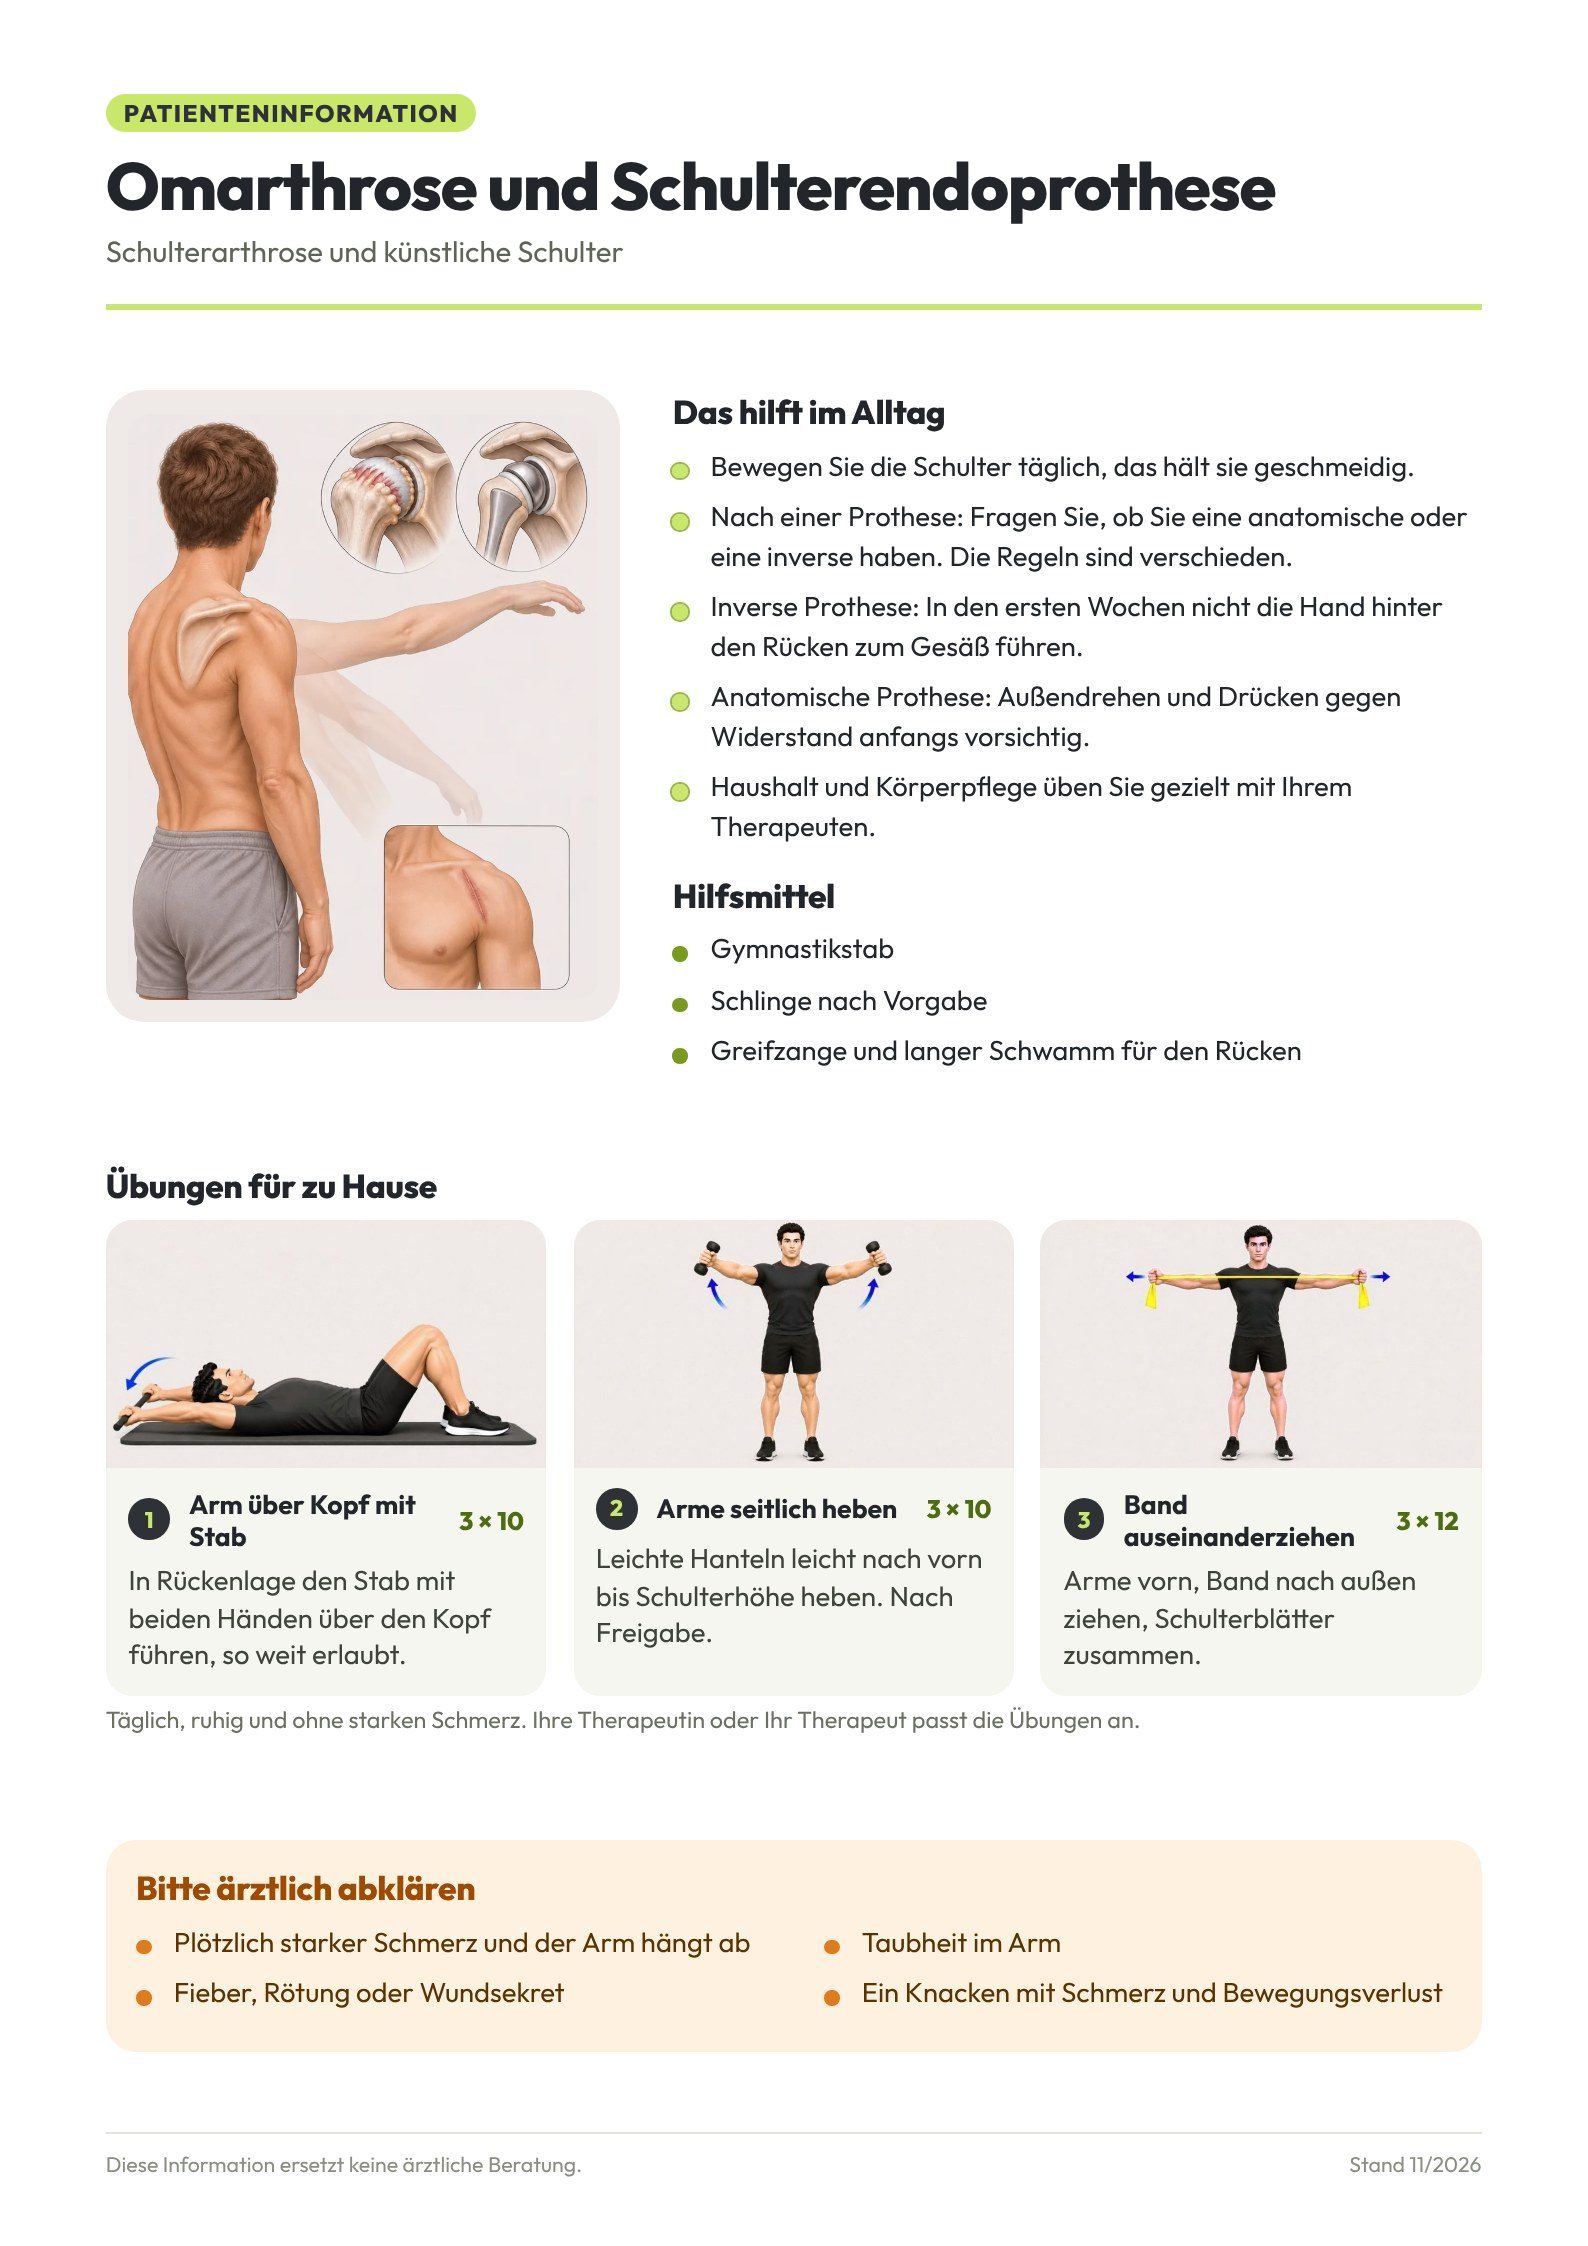 PATIENTENINFORMATION
Omarthrose und Schulterendoprothese
Schulterarthrose und künstliche Schulter
Das hilft im Alltag
Bewegen Sie die Schulter täglich, das hält sie geschmeidig.
Nach einer Prothese: Fragen Sie, ob Sie eine anatomische oder
eine inverse haben. Die Regeln sind verschieden.
Inverse Prothese: In den ersten Wochen nicht die Hand hinter
den Rücken zum Gesäß führen.
Anatomische Prothese: Außendrehen und Drücken gegen
Widerstand anfangs vorsichtig.
Haushalt und Körperpflege üben Sie gezielt mit Ihrem
Therapeuten.
Hilfsmittel
Gymnastikstab
Schlinge nach Vorgabe
Greifzange und langer Schwamm für den Rücken
Übungen für zu Hause
1 Arm über Kopf mit
Stab
3 × 10
In Rückenlage den Stab mit
beiden Händen über den Kopf
führen, so weit erlaubt.
2 Arme seitlich heben 3 × 10
Leichte Hanteln leicht nach vorn
bis Schulterhöhe heben. Nach
Freigabe.
3 Band
auseinanderziehen
3 × 12
Arme vorn, Band nach außen
ziehen, Schulterblätter
zusammen.
Täglich, ruhig und ohne starken Schmerz. Ihre Therapeutin oder Ihr Therapeut passt die Übungen an.
Bitte ärztlich abklären
Plötzlich starker Schmerz und der Arm hängt ab
Fieber, Rötung oder Wundsekret
Taubheit im Arm
Ein Knacken mit Schmerz und Bewegungsverlust
Diese Information ersetzt keine ärztliche Beratung.
Stand 11/2026